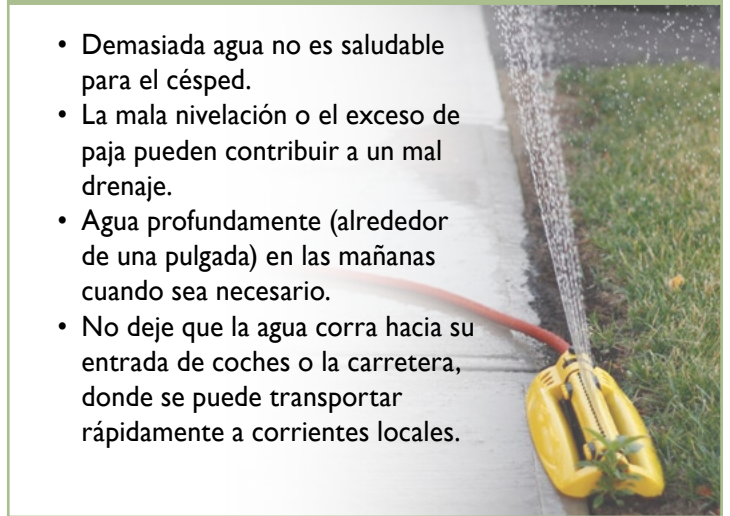 • Demasiada agua no es saludable
para el césped.
• La mala nivelación o el exceso de
paja pueden contribuir a un mal
drenaje.
• Agua profundamente (alrededor
de una pulgada) en las mañanas
cuando sea necesario.
• No deje que la agua corra hacia su
entrada de coches o la carretera,
donde se puede transportar
rápidamente a corrientes locales.